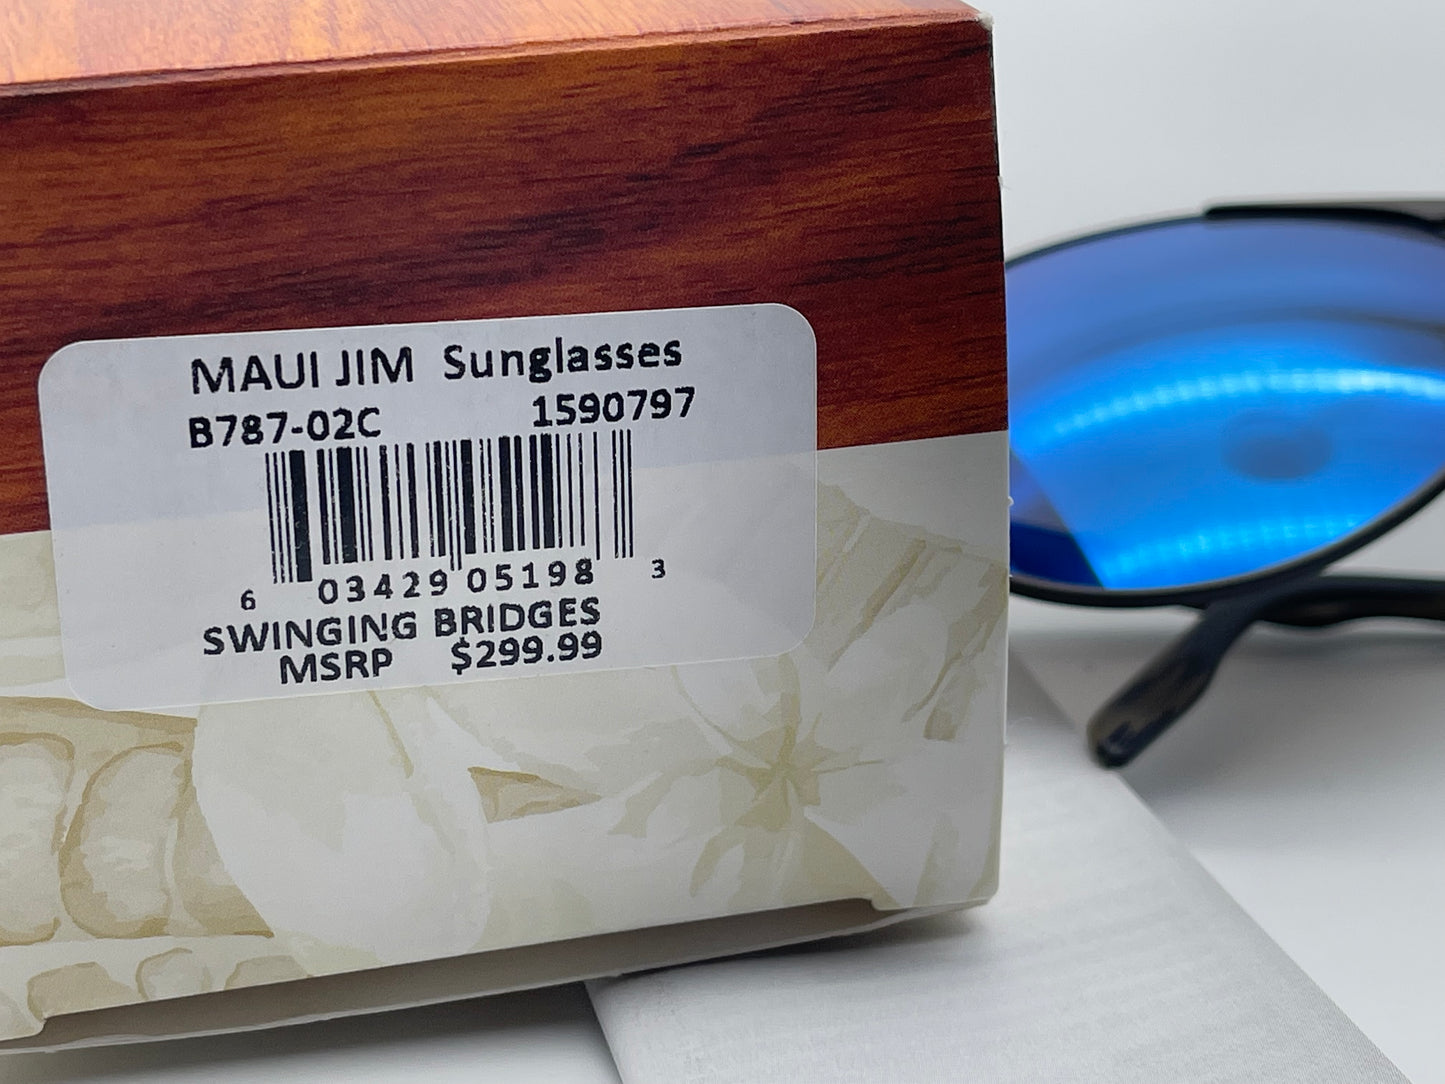 MAUI JIM Sunglasses
B787-02C 1590797
6 03429 05198 3
SWINGING BRIDGES
MSRP $299.99